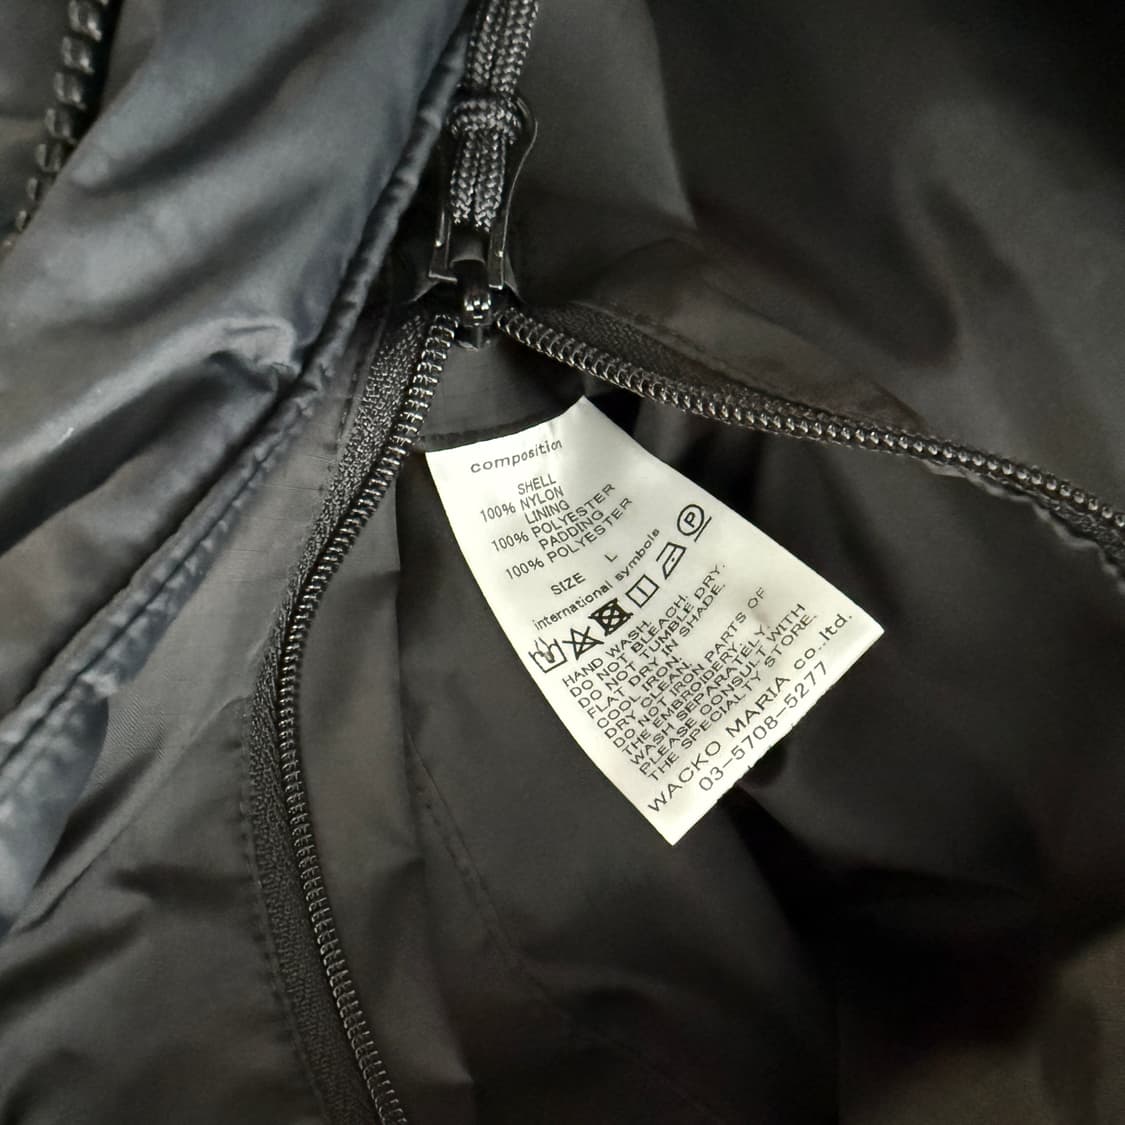 composition
SHELL
100% NYLON
LINING
100% POLYESTER
PADDING
100% POLYESTER
SIZE L
international symbols
P
HAND WASH.
DO NOT BLEACH.
DO NOT TUMBLE DRY.
FLAT DRY IN SHADE.
COOL IRON.
DRY CLEAN.
DO NOT IRON PARTS OF
THE EMBROIDERY.
WASH SEPARATELY.
PLEASE CONSULT WITH
THE SPECIALTY STORE.
WACKO MARIA co.,ltd.
03-5708-5277